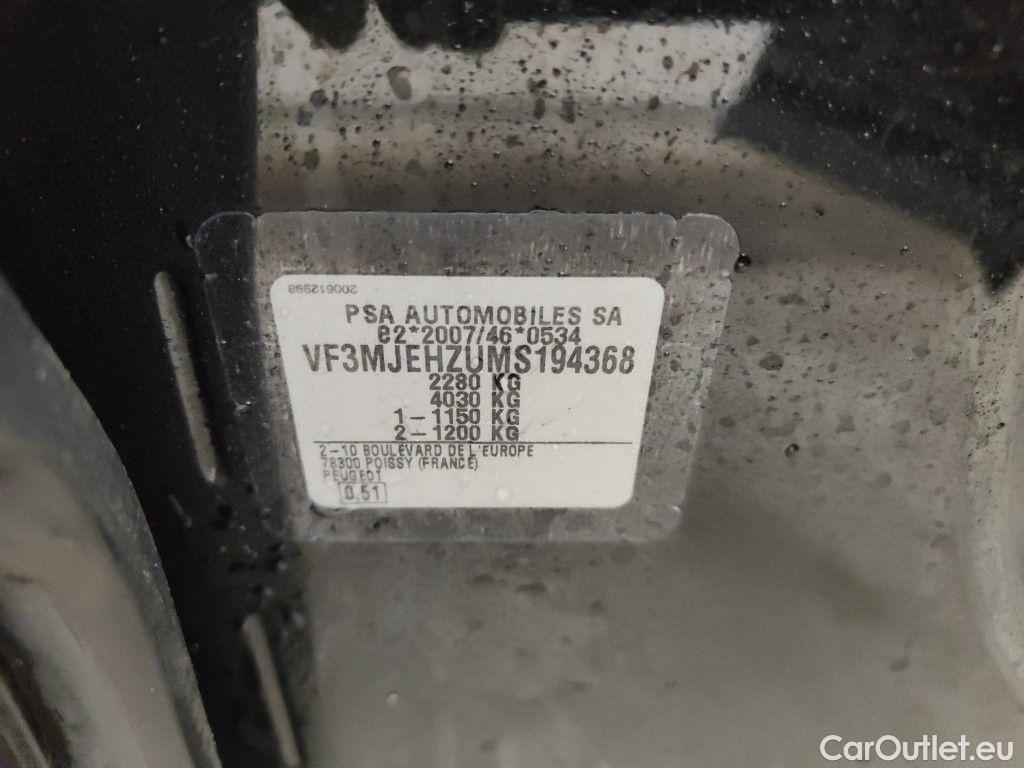 200612998
PSA AUTOMOBILES SA
e2*2007/46*0534
VF3MJEHZUMS194368
2280 KG
4030 KG
1-1150 KG
2-1200 KG
2-10 BOULEVARD DE L'EUROPE
78300 POISSY (FRANCE)
PEUGEOT
0.51
CarOutlet.eu